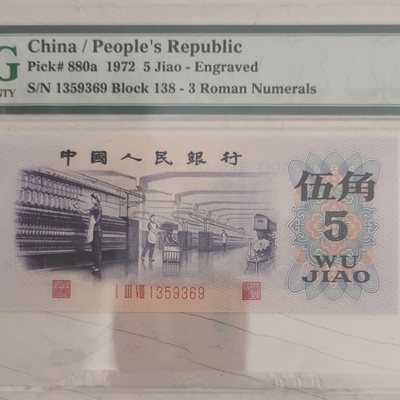 G
NTY
China / People's Republic
Pick# 880a 1972 5 Jiao - Engraved
S/N 1359369 Block 138 - 3 Roman Numerals
中國人民銀行
伍角
5
WU
JIAO
I III VIII 1359369